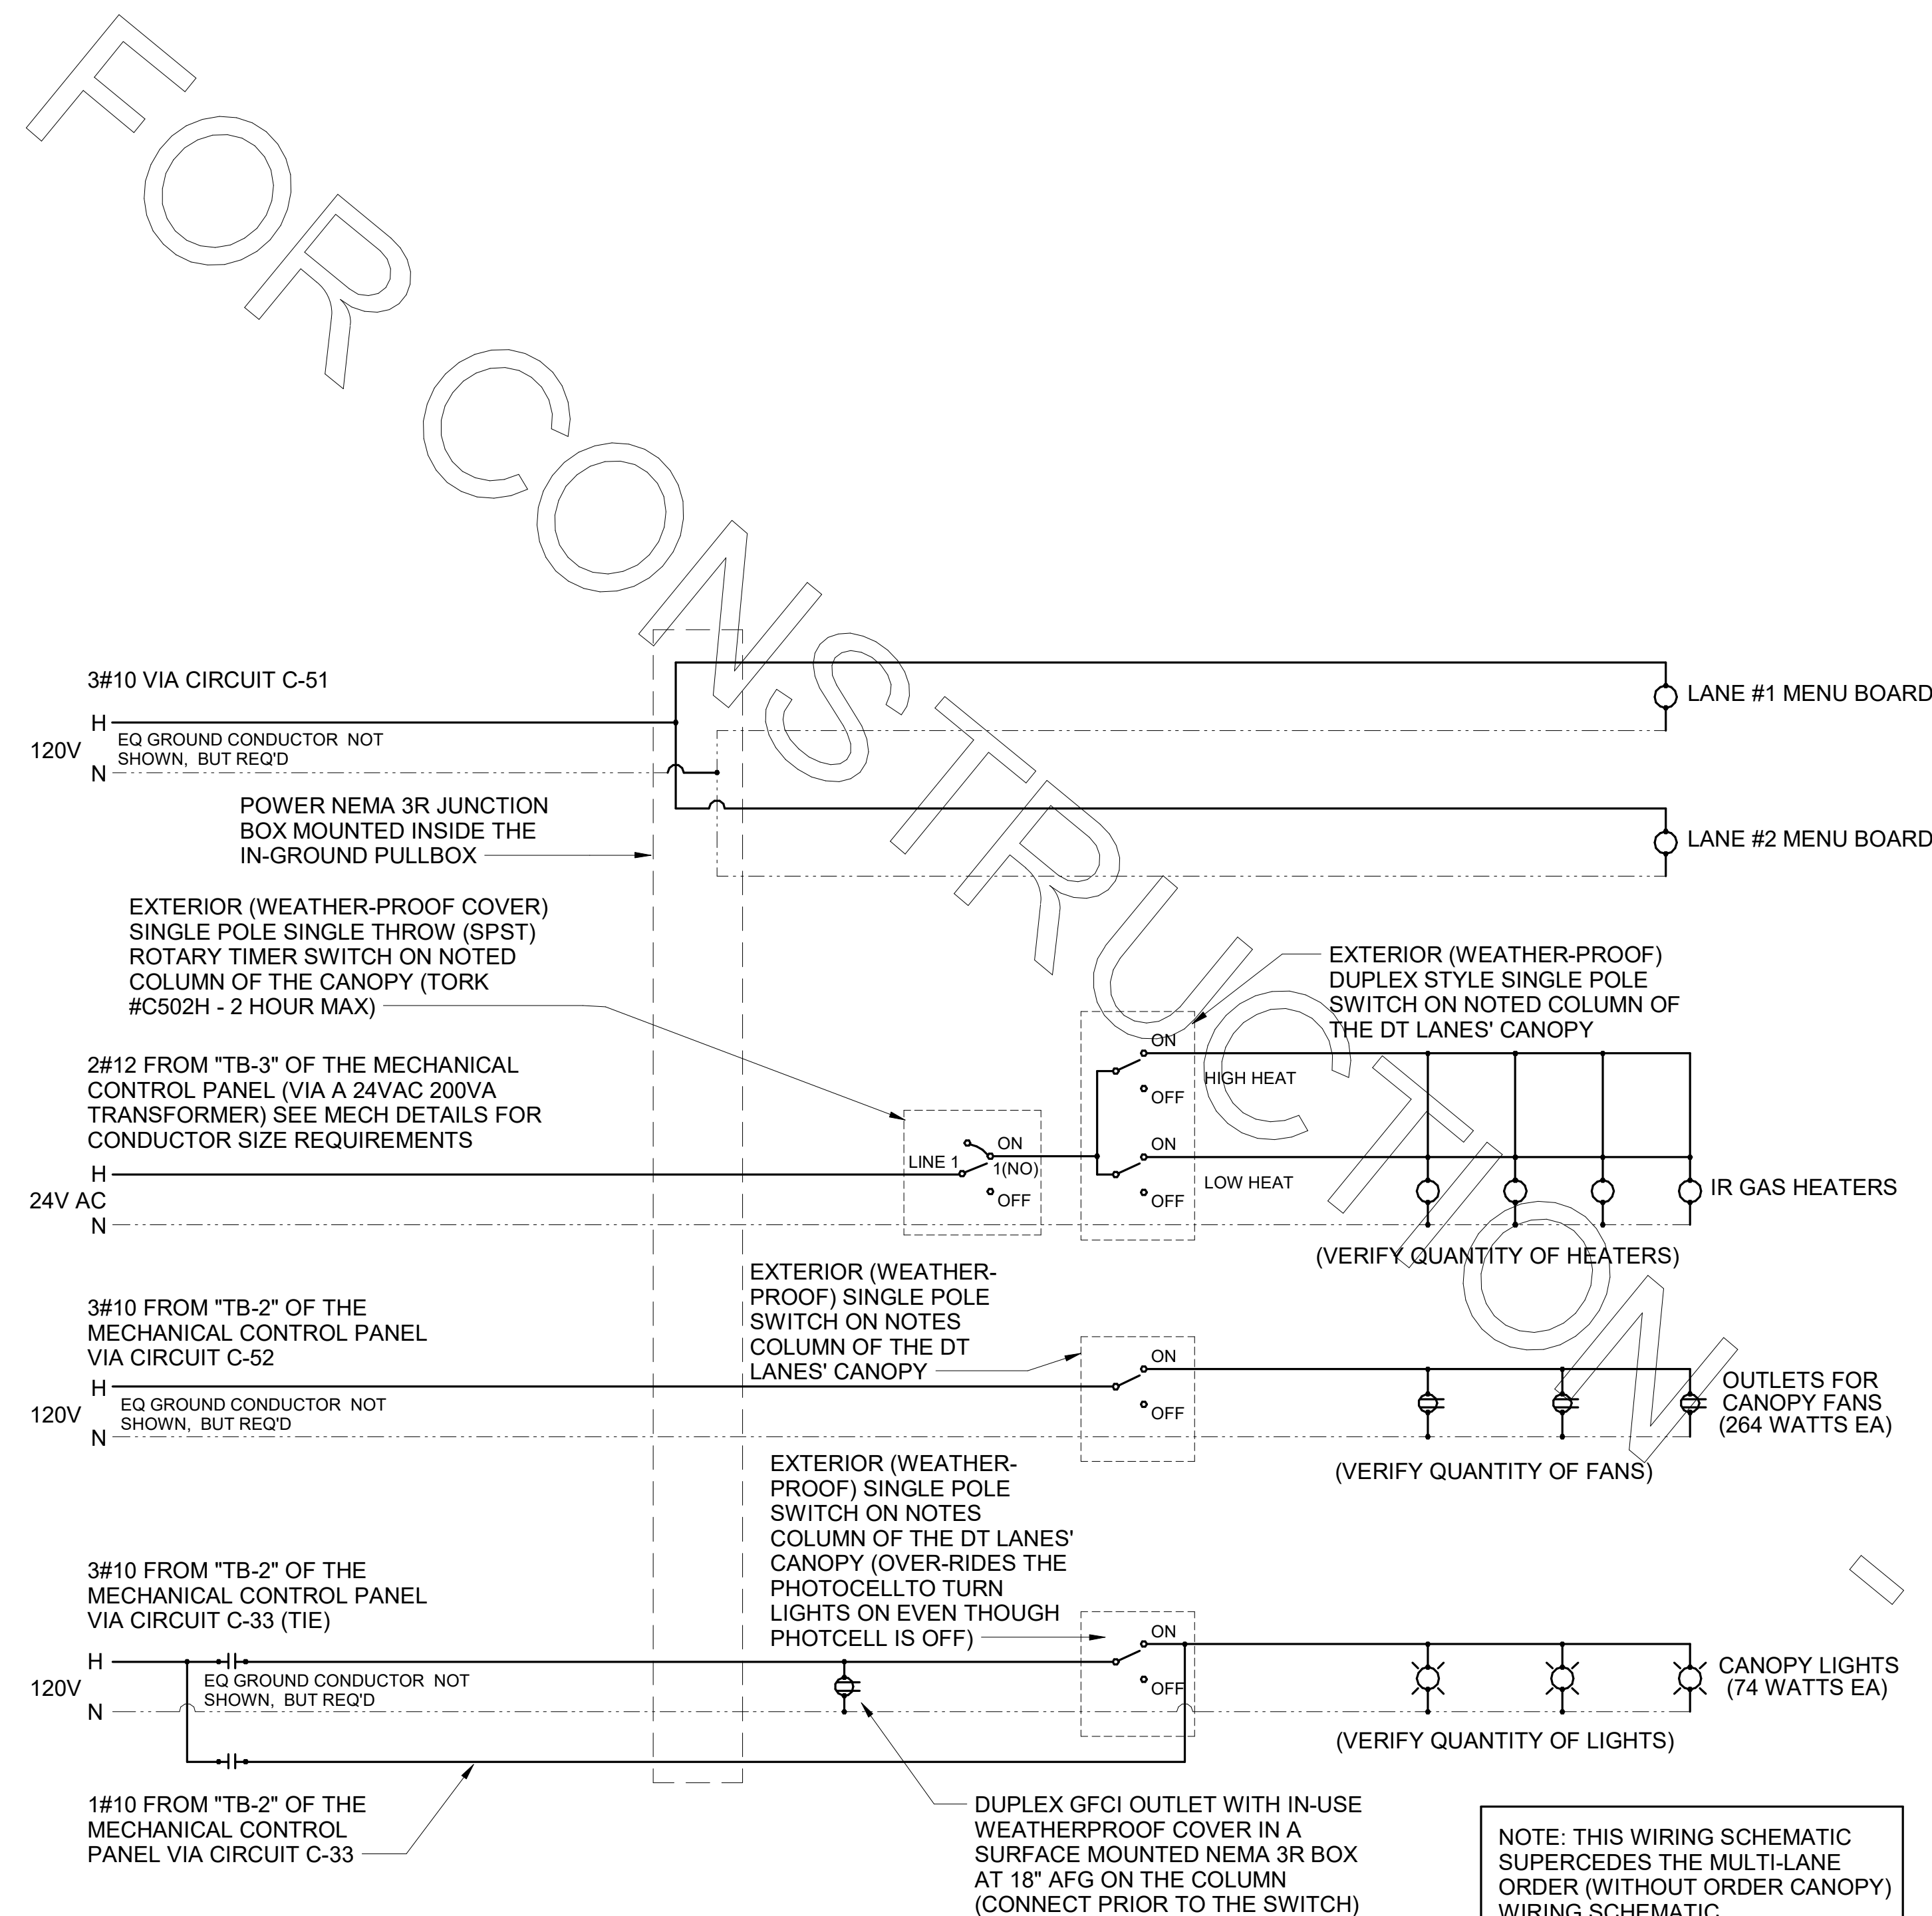 FOR CONSTRUCTION
3#10 VIA CIRCUIT C-51
H
120V
N
EQ GROUND CONDUCTOR NOT
SHOWN, BUT REQ'D
LANE #1 MENU BOARD
LANE #2 MENU BOARD
POWER NEMA 3R JUNCTION
BOX MOUNTED INSIDE THE
IN-GROUND PULLBOX
EXTERIOR (WEATHER-PROOF COVER)
SINGLE POLE SINGLE THROW (SPST)
ROTARY TIMER SWITCH ON NOTED
COLUMN OF THE CANOPY (TORK
#C502H - 2 HOUR MAX)
EXTERIOR (WEATHER-PROOF)
DUPLEX STYLE SINGLE POLE
SWITCH ON NOTED COLUMN OF
THE DT LANES' CANOPY
2#12 FROM "TB-3" OF THE MECHANICAL
CONTROL PANEL (VIA A 24VAC 200VA
TRANSFORMER) SEE MECH DETAILS FOR
CONDUCTOR SIZE REQUIREMENTS
H
24V AC
N
LINE 1
ON
1(NO)
OFF
ON
OFF
HIGH HEAT
ON
OFF
LOW HEAT
IR GAS HEATERS
(VERIFY QUANTITY OF HEATERS)
EXTERIOR (WEATHER-
PROOF) SINGLE POLE
SWITCH ON NOTES
COLUMN OF THE DT
LANES' CANOPY
3#10 FROM "TB-2" OF THE
MECHANICAL CONTROL PANEL
VIA CIRCUIT C-52
H
120V
N
EQ GROUND CONDUCTOR NOT
SHOWN, BUT REQ'D
ON
OFF
OUTLETS FOR
CANOPY FANS
(264 WATTS EA)
(VERIFY QUANTITY OF FANS)
EXTERIOR (WEATHER-
PROOF) SINGLE POLE
SWITCH ON NOTES
COLUMN OF THE DT LANES'
CANOPY (OVER-RIDES THE
PHOTOCELLTO TURN
LIGHTS ON EVEN THOUGH
PHOTCELL IS OFF)
3#10 FROM "TB-2" OF THE
MECHANICAL CONTROL PANEL
VIA CIRCUIT C-33 (TIE)
H
120V
N
EQ GROUND CONDUCTOR NOT
SHOWN, BUT REQ'D
ON
OFF
CANOPY LIGHTS
(74 WATTS EA)
(VERIFY QUANTITY OF LIGHTS)
1#10 FROM "TB-2" OF THE
MECHANICAL CONTROL
PANEL VIA CIRCUIT C-33
DUPLEX GFCI OUTLET WITH IN-USE
WEATHERPROOF COVER IN A
SURFACE MOUNTED NEMA 3R BOX
AT 18" AFG ON THE COLUMN
(CONNECT PRIOR TO THE SWITCH)
NOTE: THIS WIRING SCHEMATIC
SUPERCEDES THE MULTI-LANE
ORDER (WITHOUT ORDER CANOPY)
WIRING SCHEMATIC